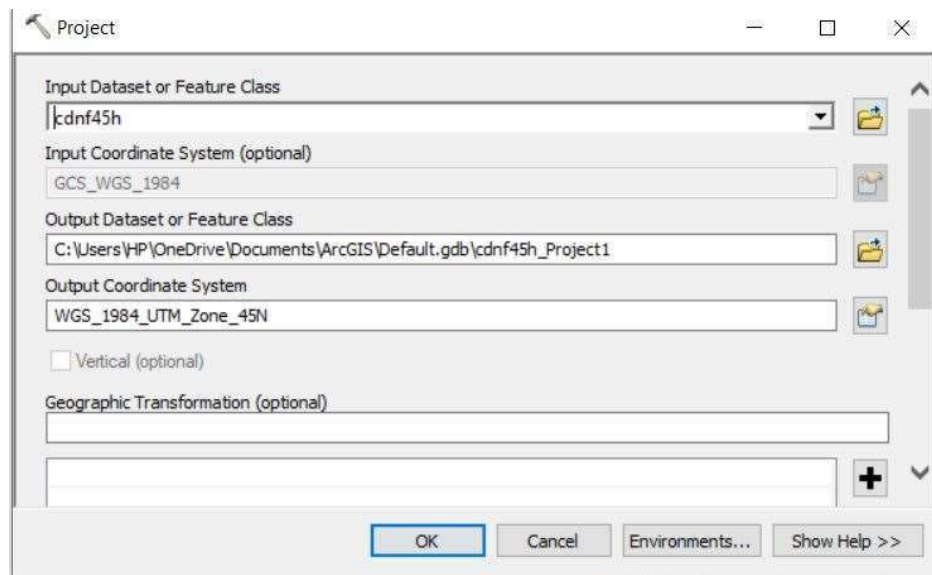 Project
Input Dataset or Feature Class
cdnf45h
Input Coordinate System (optional)
GCS_WGS_1984
Output Dataset or Feature Class
C:\Users\HP\OneDrive\Documents\ArcGIS\Default.gdb\cdnf45h_Project1
Output Coordinate System
WGS_1984_UTM_Zone_45N
Vertical (optional)
Geographic Transformation (optional)
OK Cancel Environments... Show Help >>